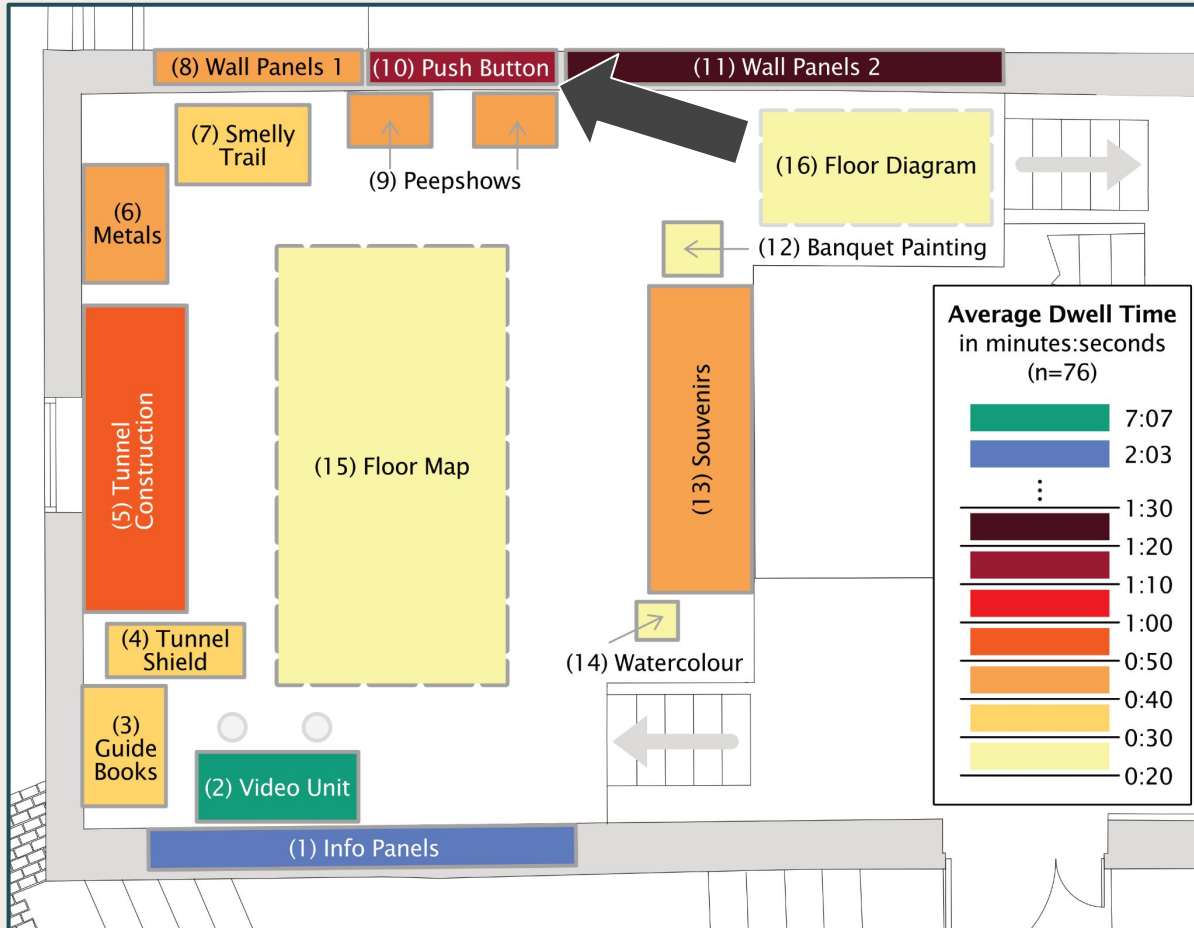 (8) Wall Panels 1
(10) Push Button
(11) Wall Panels 2
(7) Smelly
Trail
(9) Peepshows
(16) Floor Diagram
(6)
Metals
(12) Banquet Painting
(5) Tunnel
Construction
(15) Floor Map
(13) Souvenirs
(4) Tunnel
Shield
(14) Watercolour
(3)
Guide
Books
(2) Video Unit
(1) Info Panels
Average Dwell Time
in minutes:seconds
(n=76)
7:07
2:03
⋮
1:30
1:20
1:10
1:00
0:50
0:40
0:30
0:20